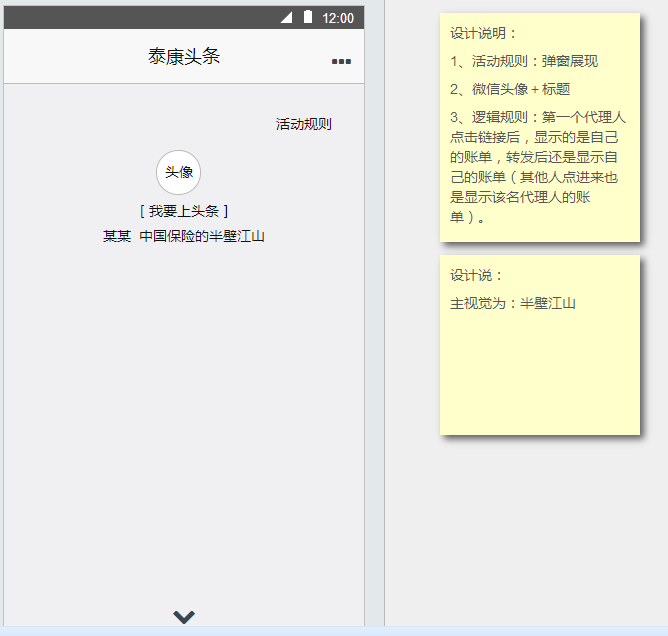 12:00
泰康头条
活动规则
头像
[ 我要上头条 ]
某某 中国保险的半壁江山
设计说明：
1、活动规则：弹窗展现
2、微信头像＋标题
3、逻辑规则：第一个代理人
点击链接后，显示的是自己
的账单，转发后还是显示自
己的账单（其他人点进来也
是显示该名代理人的账
单）。
设计说：
主视觉为：半壁江山